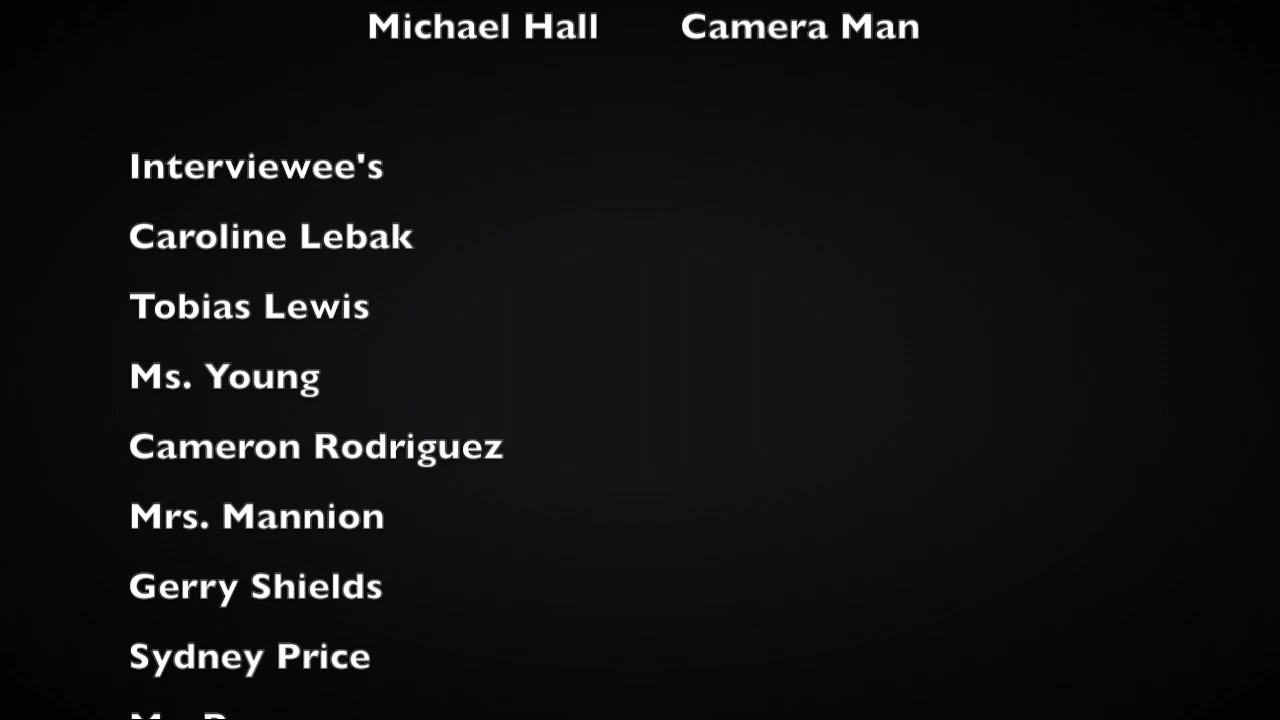 Michael Hall Camera Man
Interviewee's
Caroline Lebak
Tobias Lewis
Ms. Young
Cameron Rodriguez
Mrs. Mannion
Gerry Shields
Sydney Price